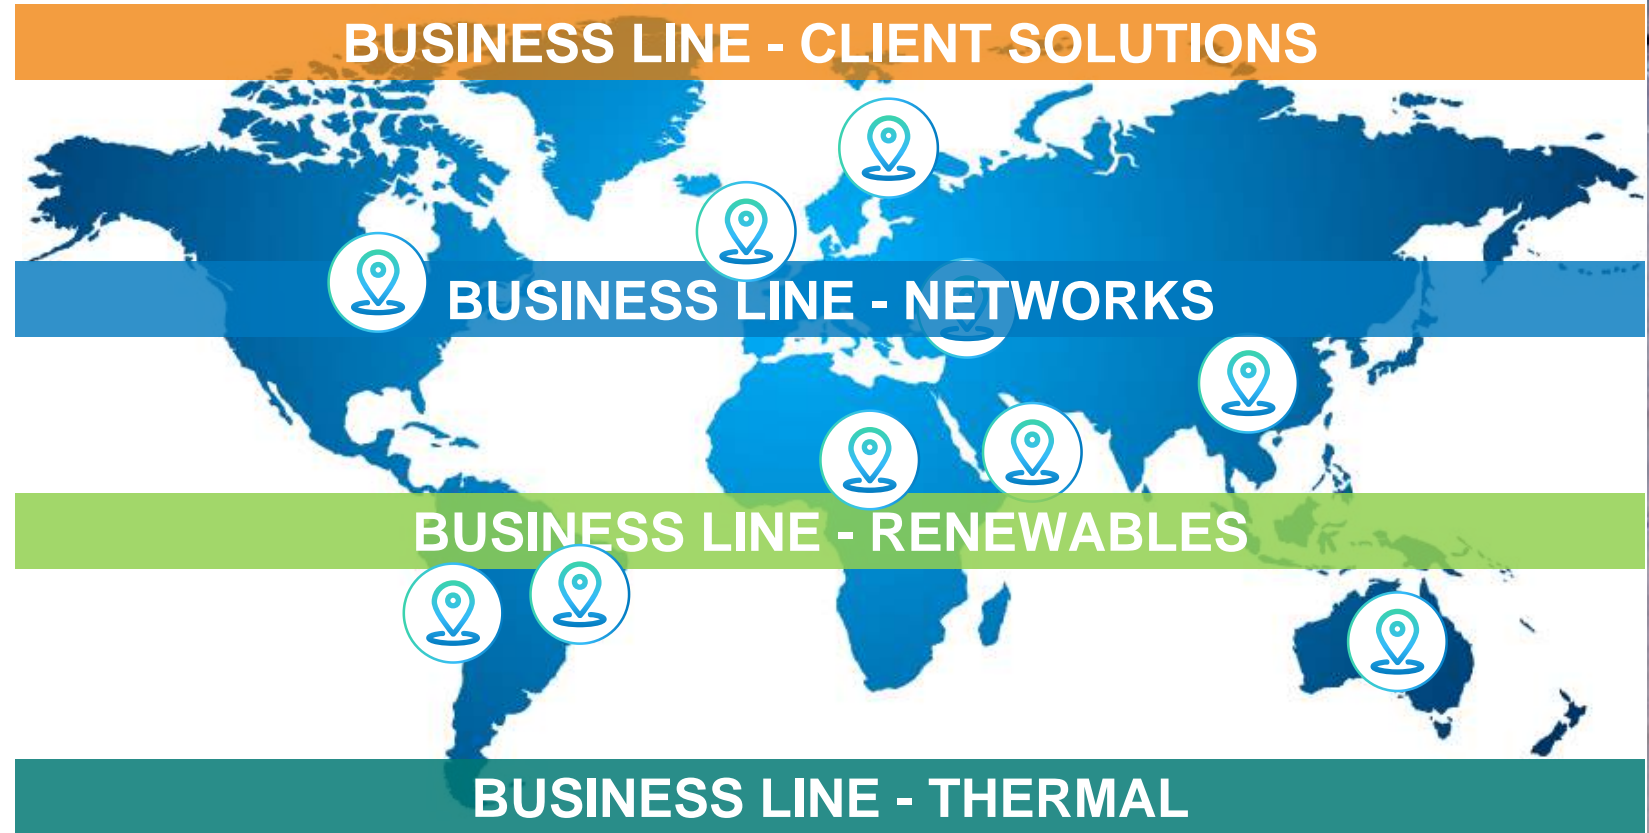 BUSINESS LINE - CLIENT SOLUTIONS
BUSINESS LINE - NETWORKS
BUSINESS LINE - RENEWABLES
BUSINESS LINE - THERMAL